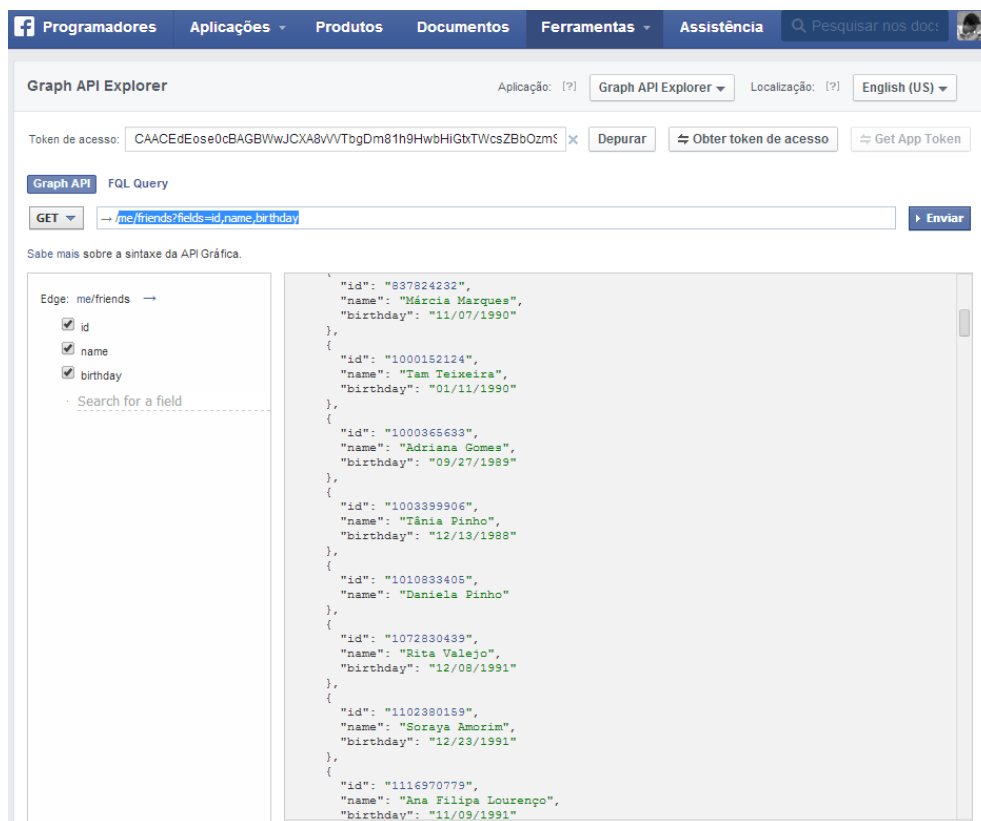 Programadores Aplicações Produtos Documentos Ferramentas Assistência Pesquisar nos docs
Graph API Explorer Aplicação: [?] Graph API Explorer Localização: [?] English (US)
Token de acesso: × Depurar ⇋ Obter token de acesso ⇋ Get App Token
Graph API FQL Query
GET → /me/friends?fields=id,name,birthday Enviar
Sabe mais sobre a sintaxe da API Gráfica.
Edge: me/friends →
id
name
birthday
Search for a field
{
"id": "837824232",
"name": "Márcia Marques",
"birthday": "11/07/1990"
},
{
"id": "1000152124",
"name": "Tam Teixeira",
"birthday": "01/11/1990"
},
{
"id": "1000365633",
"name": "Adriana Gomes",
"birthday": "09/27/1989"
},
{
"id": "1003399906",
"name": "Tânia Pinho",
"birthday": "12/13/1988"
},
{
"id": "1010833405",
"name": "Daniela Pinho"
},
{
"id": "1072830439",
"name": "Rita Valejo",
"birthday": "12/08/1991"
},
{
"id": "1102380159",
"name": "Soraya Amorim",
"birthday": "12/23/1991"
},
{
"id": "1116970779",
"name": "Ana Filipa Lourenço",
"birthday": "11/09/1991"